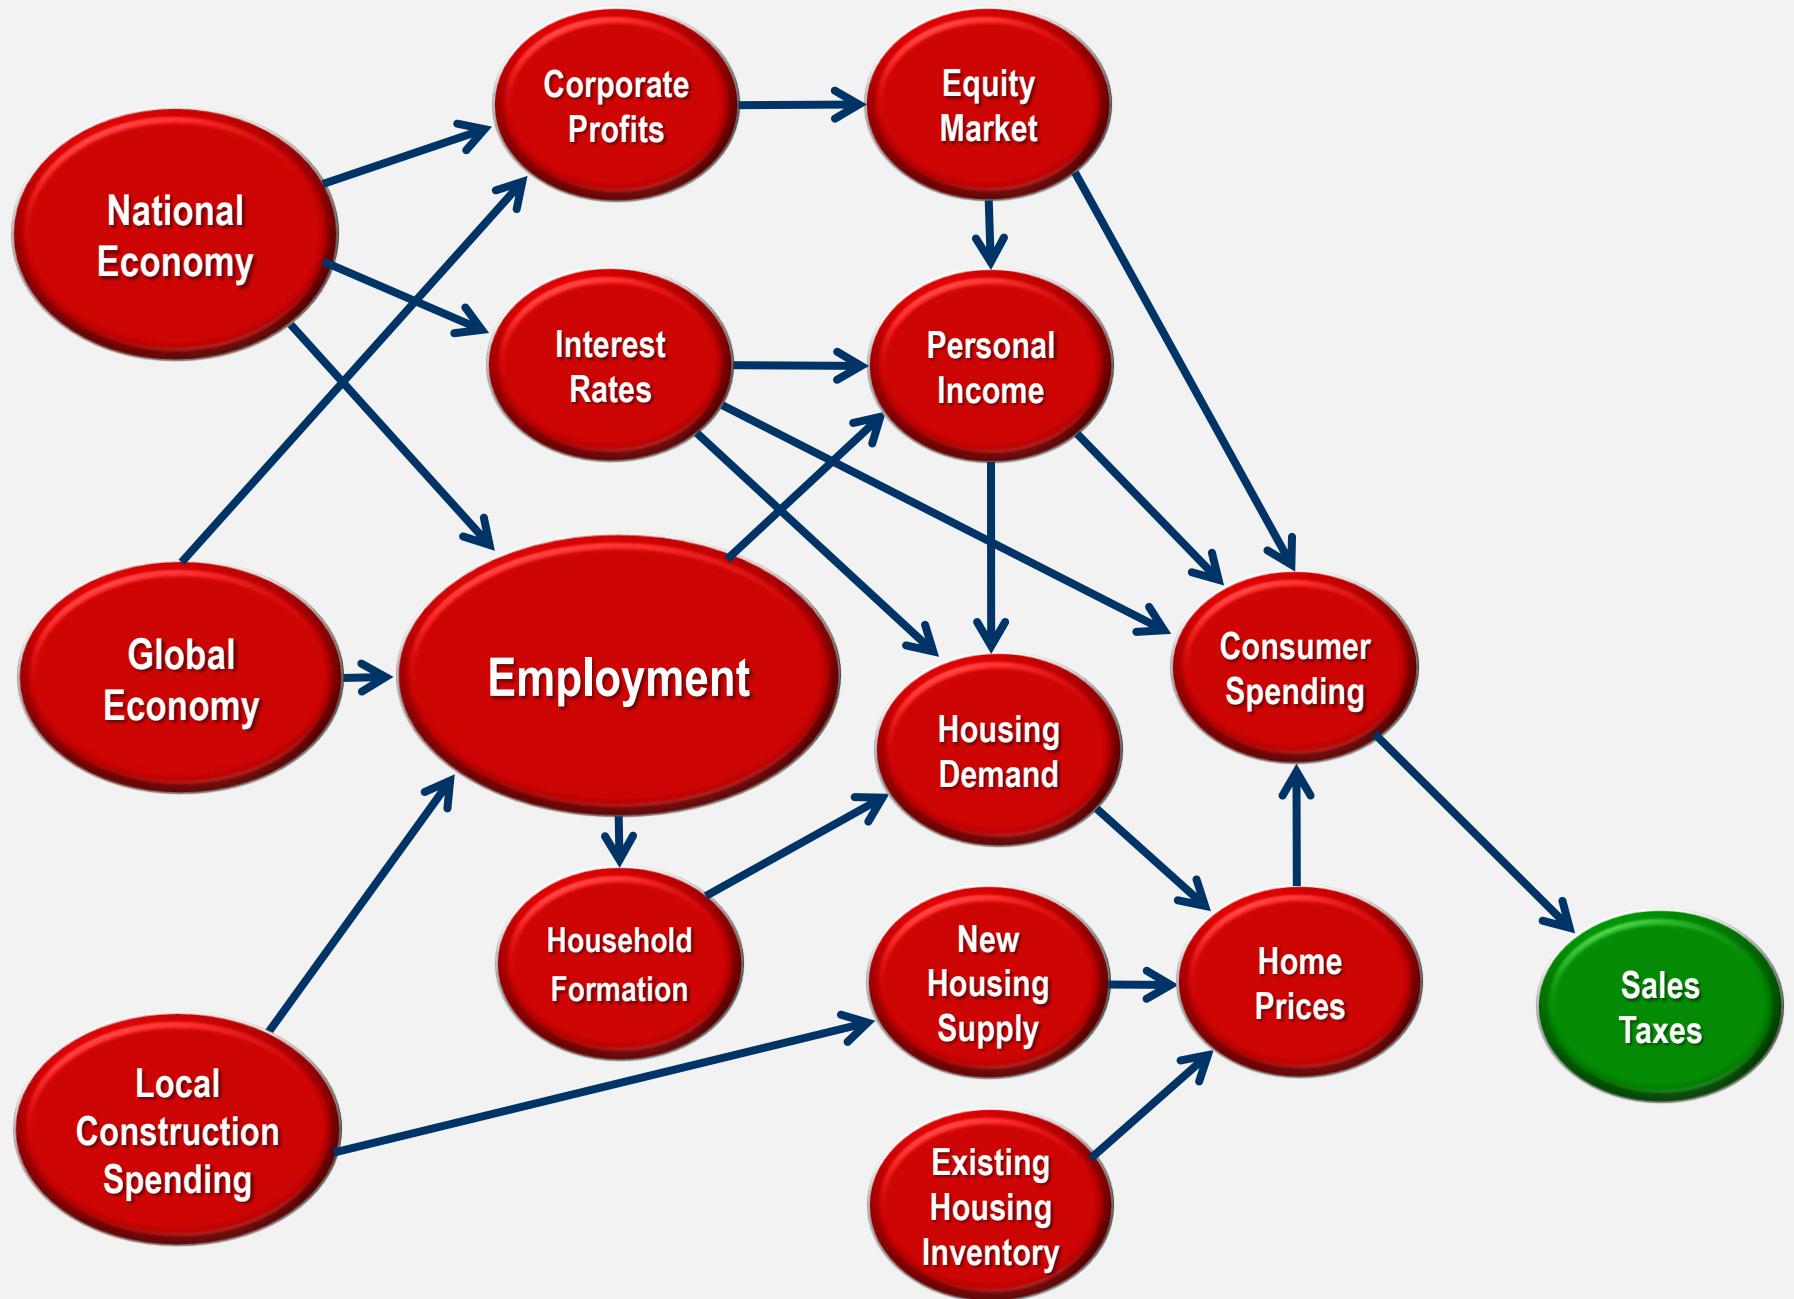 Corporate
Profits
Equity
Market
National
Economy
Interest
Rates
Personal
Income
Global
Economy
Employment
Consumer
Spending
Housing
Demand
Household
Formation
New
Housing
Supply
Home
Prices
Sales
Taxes
Local
Construction
Spending
Existing
Housing
Inventory